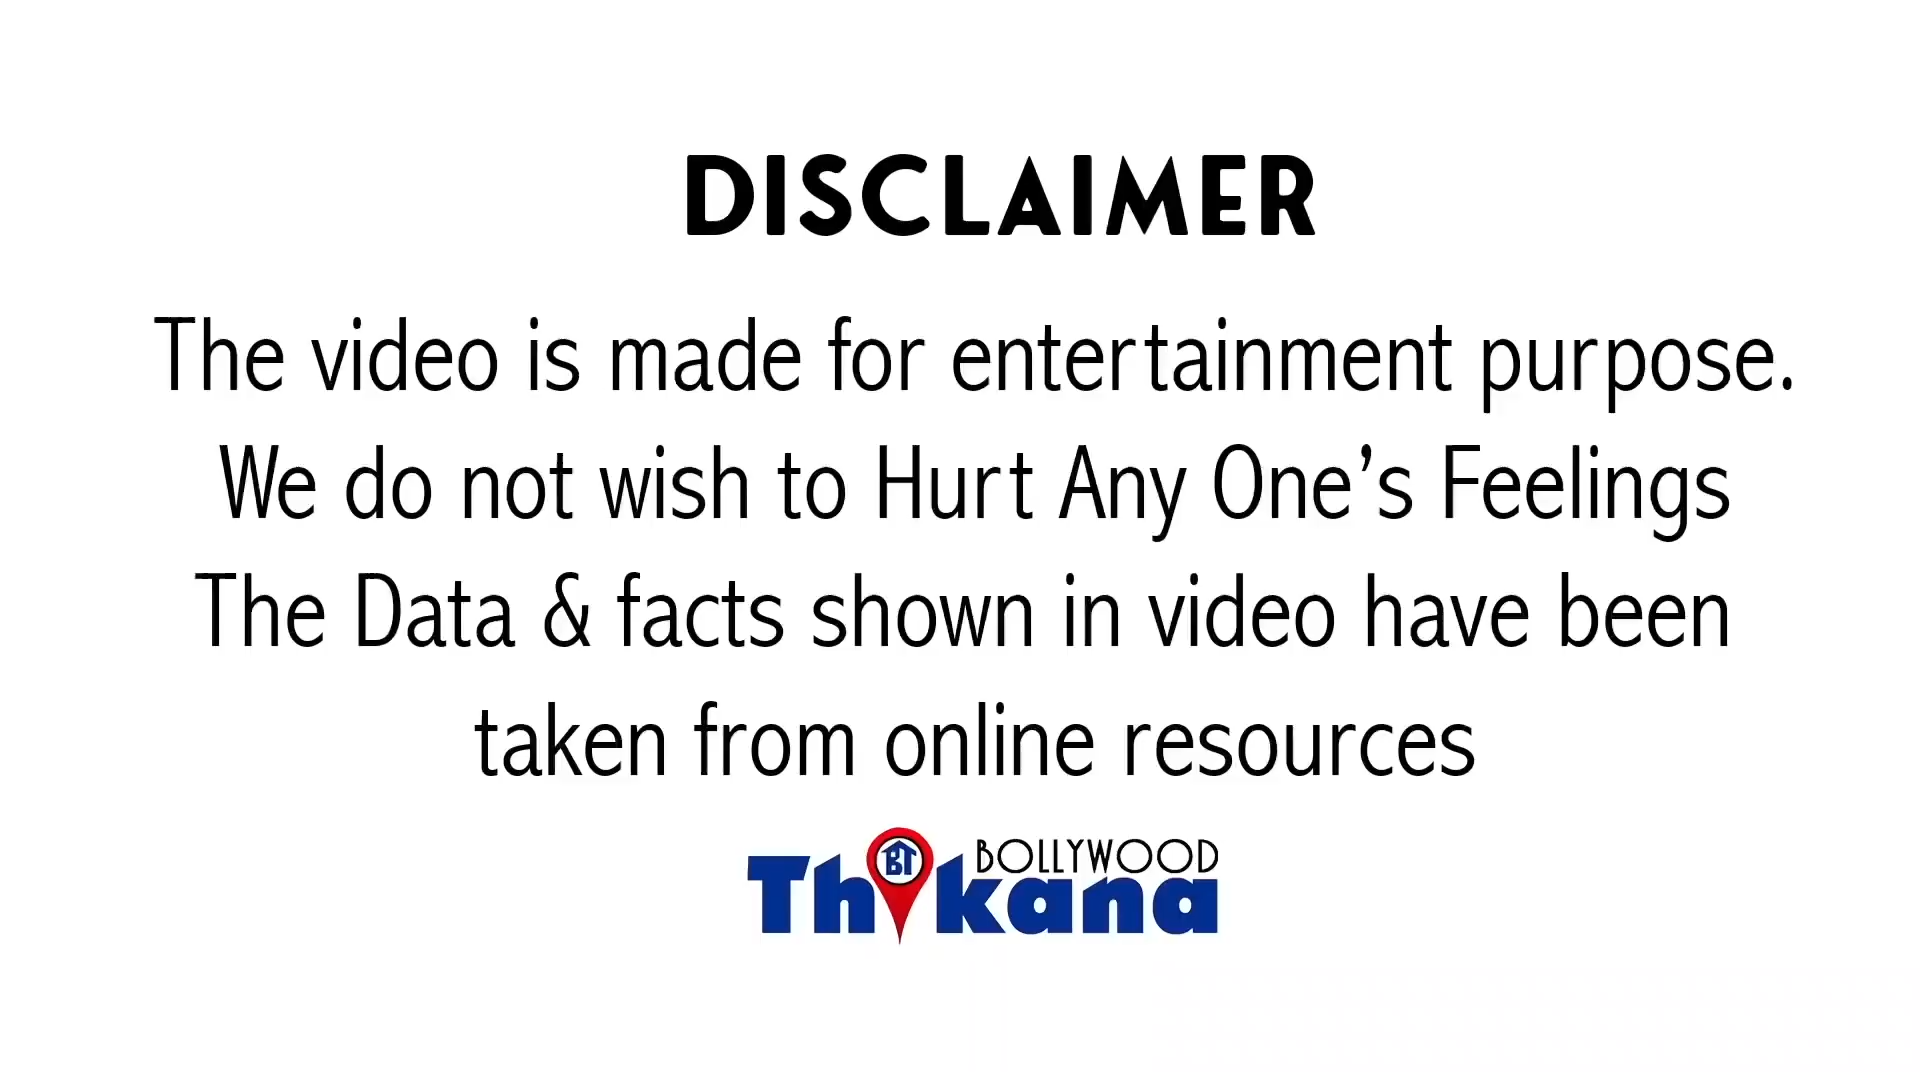 DISCLAIMER
The video is made for entertainment purpose.
We do not wish to Hurt Any One’s Feelings
The Data & facts shown in video have been
taken from online resources
BT BOLLYWOOD
Thikana